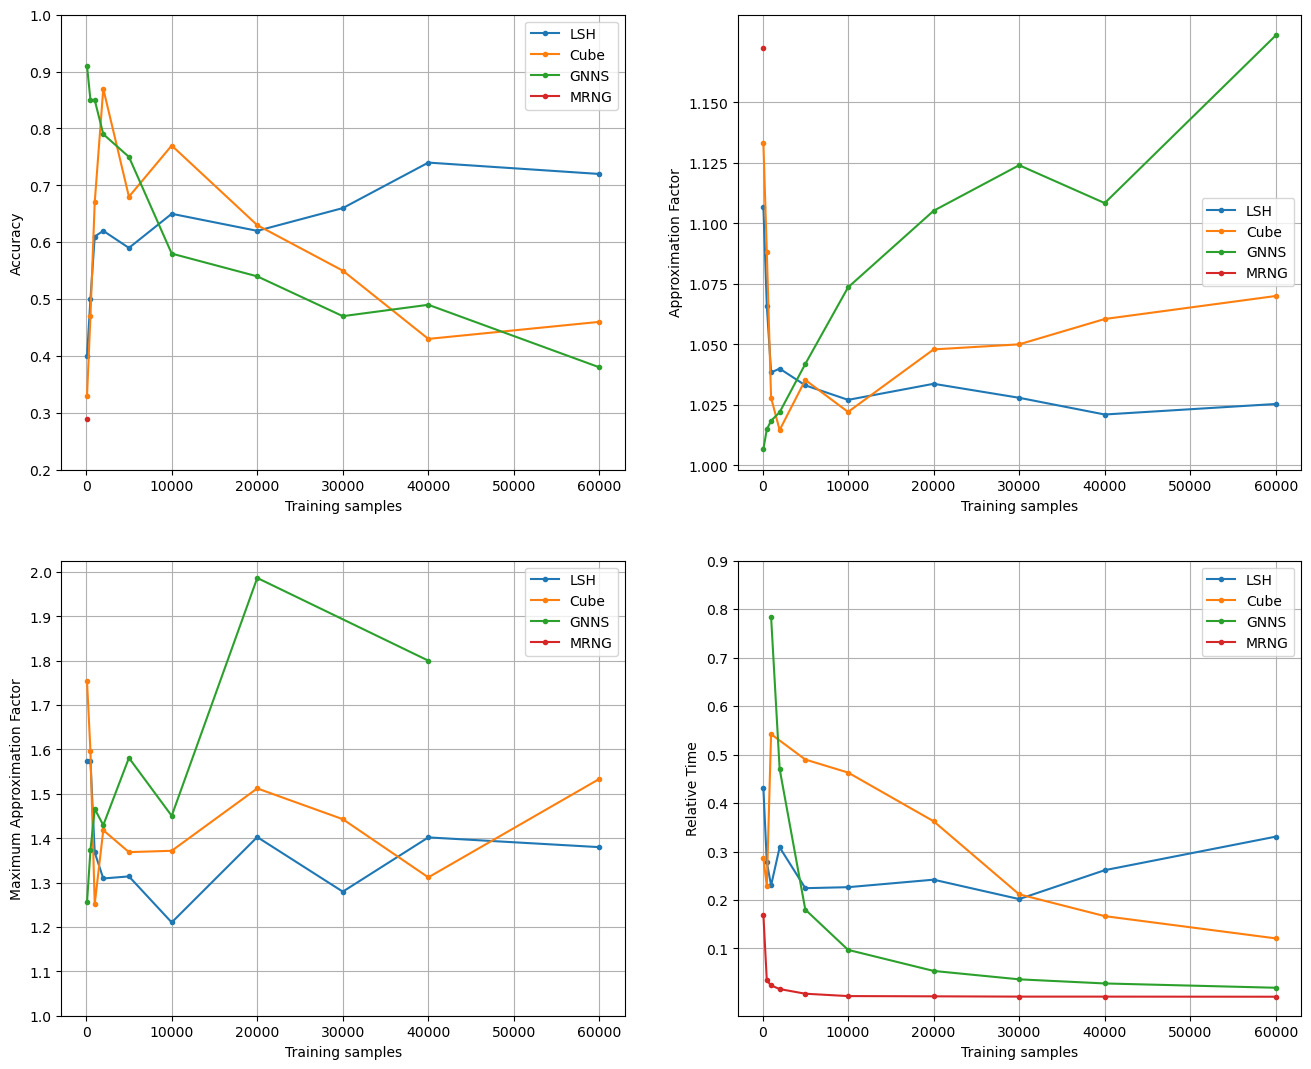 1.0
0.9
0.8
0.7
0.6
0.5
0.4
0.3
0.2
Accuracy
0 10000 20000 30000 40000 50000 60000
Training samples
LSH
Cube
GNNS
MRNG
1.150
1.125
1.100
1.075
1.050
1.025
1.000
Approximation Factor
0 10000 20000 30000 40000 50000 60000
Training samples
LSH
Cube
GNNS
MRNG
2.0
1.9
1.8
1.7
1.6
1.5
1.4
1.3
1.2
1.1
1.0
Maximum Approximation Factor
0 10000 20000 30000 40000 50000 60000
Training samples
LSH
Cube
GNNS
MRNG
0.9
0.8
0.7
0.6
0.5
0.4
0.3
0.2
0.1
Relative Time
0 10000 20000 30000 40000 50000 60000
Training samples
LSH
Cube
GNNS
MRNG